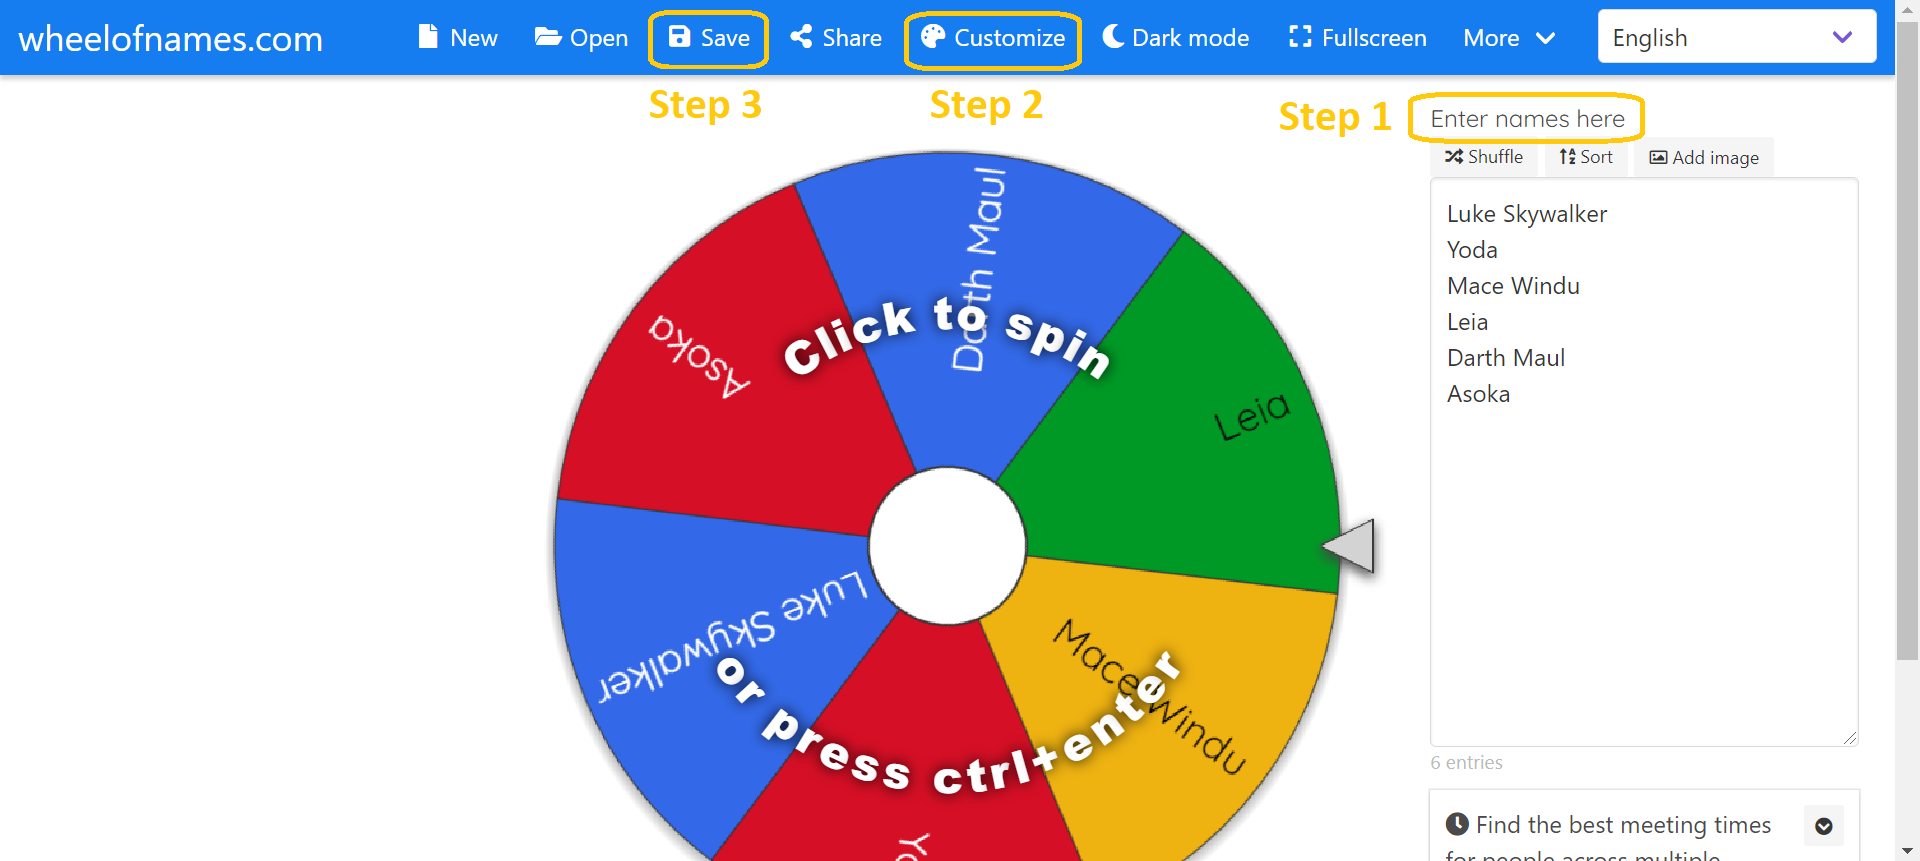 wheelofnames.com New Open Save Share Customize Dark mode Fullscreen More English
Step 3 Step 2 Step 1 Enter names here
Shuffle Sort Add image
Luke Skywalker
Yoda
Mace Windu
Leia
Darth Maul
Asoka
6 entries
Find the best meeting times
for people across multiple
Click to spin
or press ctrl+enter
Darth Maul
Leia
Mace Windu
Yo
Luke Skywalker
Asoka